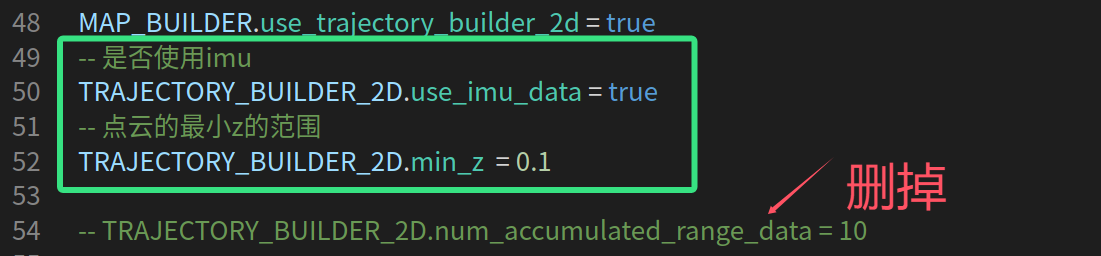 48 MAP_BUILDER.use_trajectory_builder_2d = true
49 -- 是否使用imu
50 TRAJECTORY_BUILDER_2D.use_imu_data = true
51 -- 点云的最小z的范围
52 TRAJECTORY_BUILDER_2D.min_z = 0.1
53
删掉
54 -- TRAJECTORY_BUILDER_2D.num_accumulated_range_data = 10